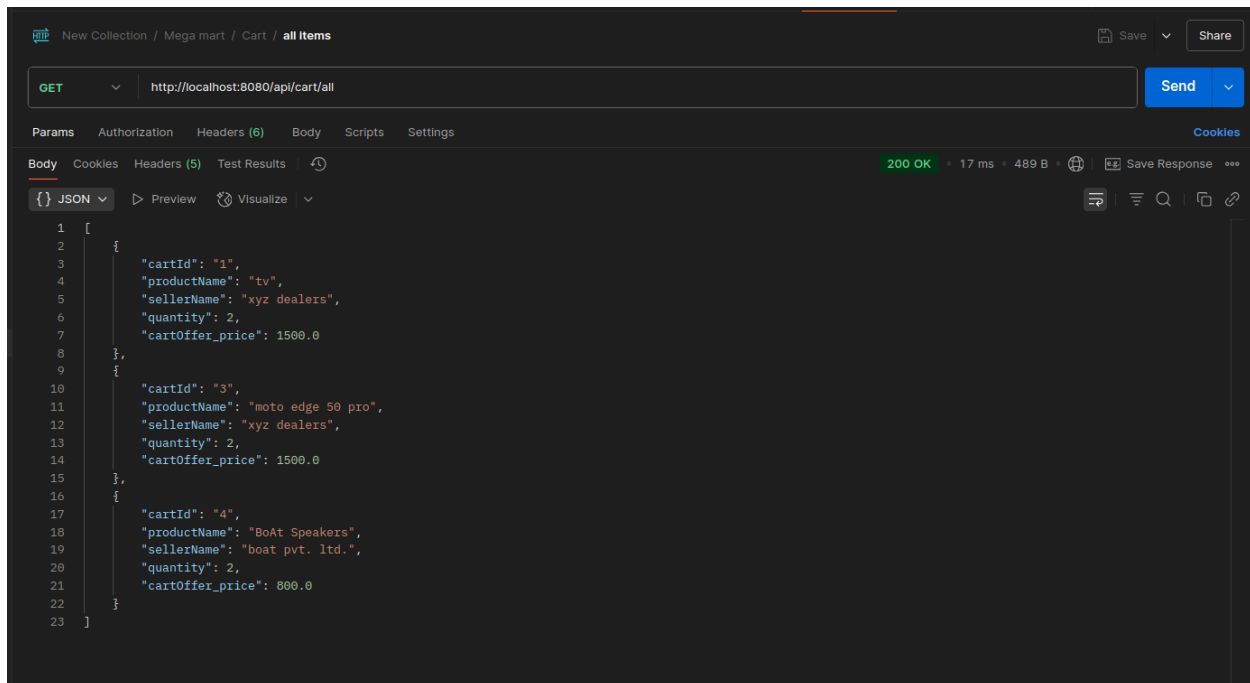 HTTP New Collection / Mega mart / Cart / all items Save Share
GET http://localhost:8080/api/cart/all Send
Params Authorization Headers (6) Body Scripts Settings Cookies
Body Cookies Headers (5) Test Results 200 OK 17 ms 489 B e.g. Save Response
{} JSON Preview Visualize
1 [
2 {
3 "cartId": "1",
4 "productName": "tv",
5 "sellerName": "xyz dealers",
6 "quantity": 2,
7 "cartOffer_price": 1500.0
8 },
9 {
10 "cartId": "3",
11 "productName": "moto edge 50 pro",
12 "sellerName": "xyz dealers",
13 "quantity": 2,
14 "cartOffer_price": 1500.0
15 },
16 {
17 "cartId": "4",
18 "productName": "BoAt Speakers",
19 "sellerName": "boat pvt. ltd.",
20 "quantity": 2,
21 "cartOffer_price": 800.0
22 }
23 ]